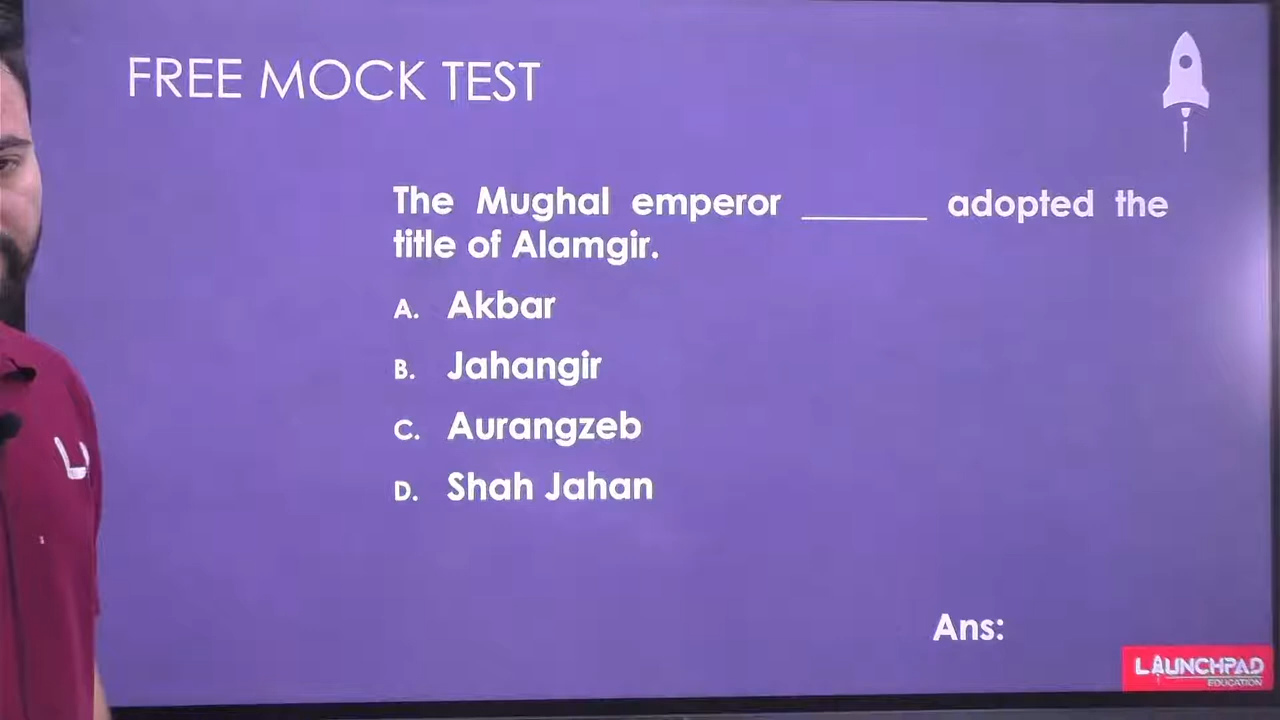 FREE MOCK TEST
The Mughal emperor ______ adopted the
title of Alamgir.
A. Akbar
B. Jahangir
C. Aurangzeb
D. Shah Jahan
Ans:
LAUNCHPAD
EDUCATION